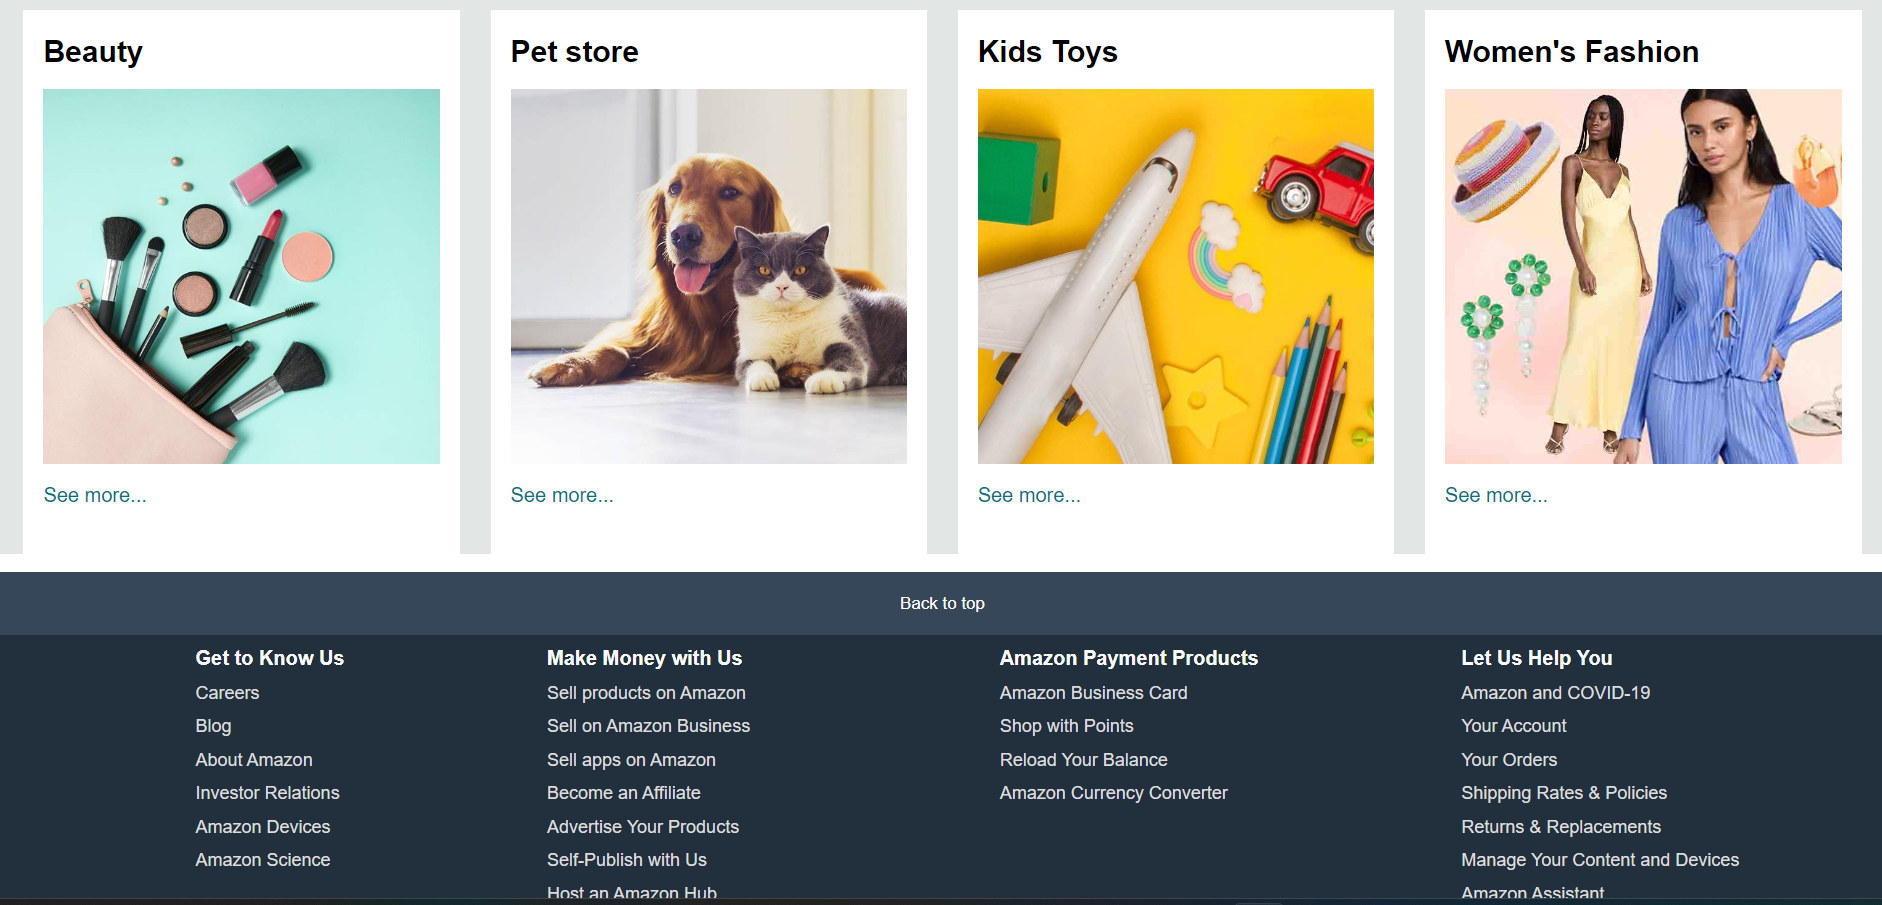 Beauty
Pet store
Kids Toys
Women's Fashion
See more...
See more...
See more...
See more...
Back to top
Get to Know Us
Careers
Blog
About Amazon
Investor Relations
Amazon Devices
Amazon Science
Make Money with Us
Sell products on Amazon
Sell on Amazon Business
Sell apps on Amazon
Become an Affiliate
Advertise Your Products
Self-Publish with Us
Host an Amazon Hub
Amazon Payment Products
Amazon Business Card
Shop with Points
Reload Your Balance
Amazon Currency Converter
Let Us Help You
Amazon and COVID-19
Your Account
Your Orders
Shipping Rates & Policies
Returns & Replacements
Manage Your Content and Devices
Amazon Assistant